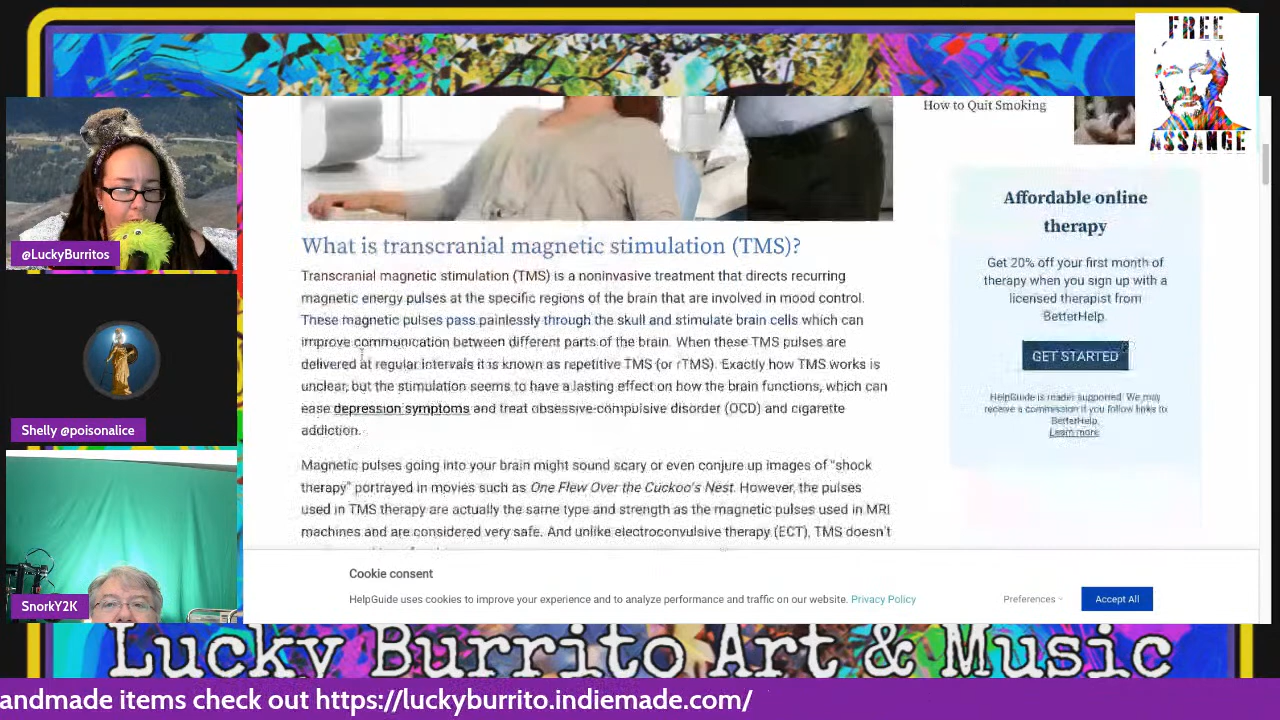 FREE
ASSANGE
How to Quit Smoking
@LuckyBurritos
Shelly @poisonalice
SnorkY2K
What is transcranial magnetic stimulation (TMS)?
Transcranial magnetic stimulation (TMS) is a noninvasive treatment that directs recurring
magnetic energy pulses at the specific regions of the brain that are involved in mood control.
These magnetic pulses pass painlessly through the skull and stimulate brain cells which can
improve communication between different parts of the brain. When these TMS pulses are
delivered at regular intervals it is known as repetitive TMS (or rTMS). Exactly how TMS works is
unclear, but the stimulation seems to have a lasting effect on how the brain functions, which can
ease depression symptoms and treat obsessive-compulsive disorder (OCD) and cigarette
addiction.
Magnetic pulses going into your brain might sound scary or even conjure up images of “shock
therapy” portrayed in movies such as One Flew Over the Cuckoo's Nest. However, the pulses
used in TMS therapy are actually the same type and strength as the magnetic pulses used in MRI
machines and are considered very safe. And unlike electroconvulsive therapy (ECT), TMS doesn't
Affordable online
therapy
Get 20% off your first month of
therapy when you sign up with a
licensed therapist from
BetterHelp.
GET STARTED
HelpGuide is reader supported. We may
receive a commission if you follow links to
BetterHelp.
Learn more
Cookie consent
HelpGuide uses cookies to improve your experience and to analyze performance and traffic on our website. Privacy Policy
Preferences
Accept All
Lucky Burrito Art & Music
andmade items check out https://luckyburrito.indiemade.com/